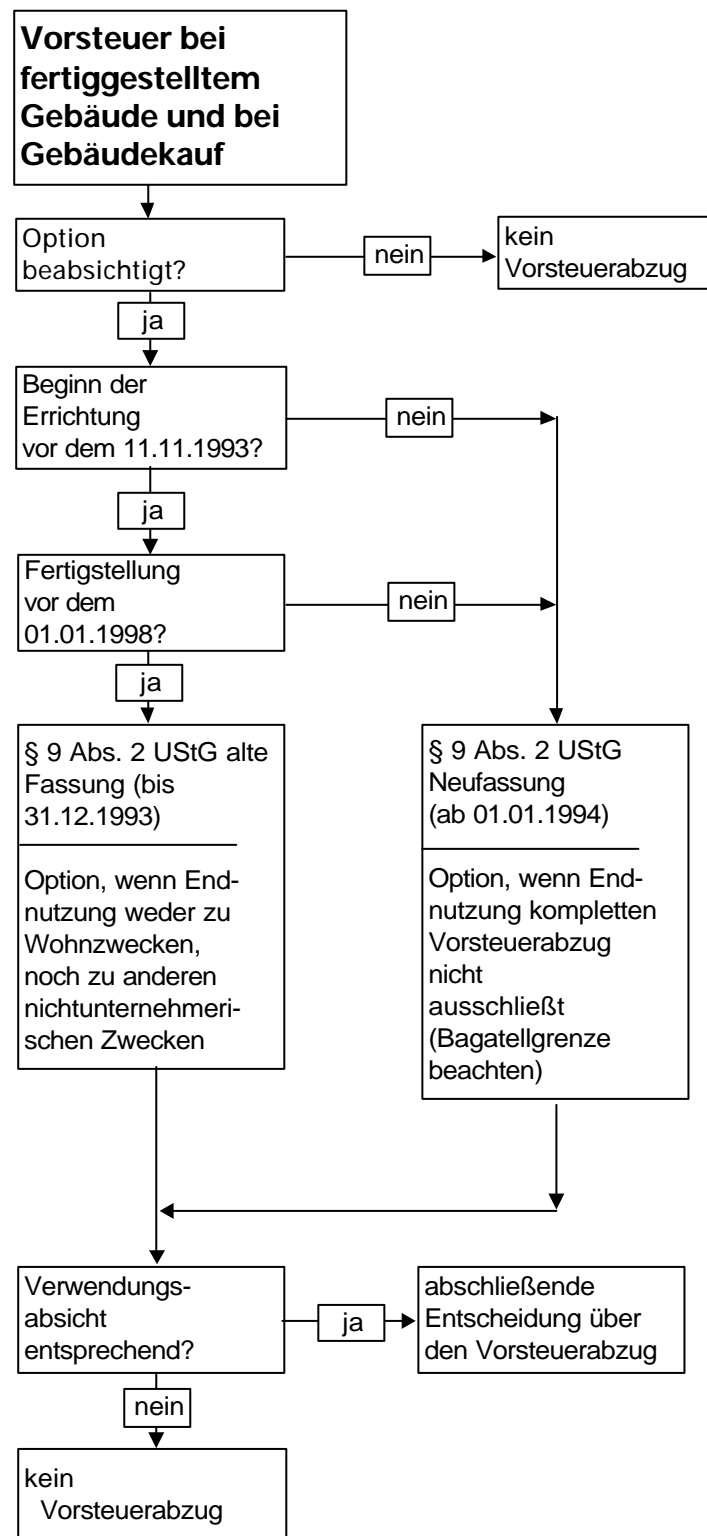 Vorsteuer bei
fertiggestelltem
Gebäude und bei
Gebäudekauf
Option
beabsichtigt?
nein
kein
Vorsteuerabzug
ja
Beginn der
Errichtung
vor dem 11.11.1993?
nein
ja
Fertigstellung
vor dem
01.01.1998?
nein
ja
§ 9 Abs. 2 UStG alte
Fassung (bis
31.12.1993)
Option, wenn End-
nutzung weder zu
Wohnzwecken,
noch zu anderen
nichtunternehmeri-
schen Zwecken
§ 9 Abs. 2 UStG
Neufassung
(ab 01.01.1994)
Option, wenn End-
nutzung kompletten
Vorsteuerabzug
nicht
ausschließt
(Bagatellgrenze
beachten)
Verwendungs-
absicht
entsprechend?
ja
abschließende
Entscheidung über
den Vorsteuerabzug
nein
kein
Vorsteuerabzug